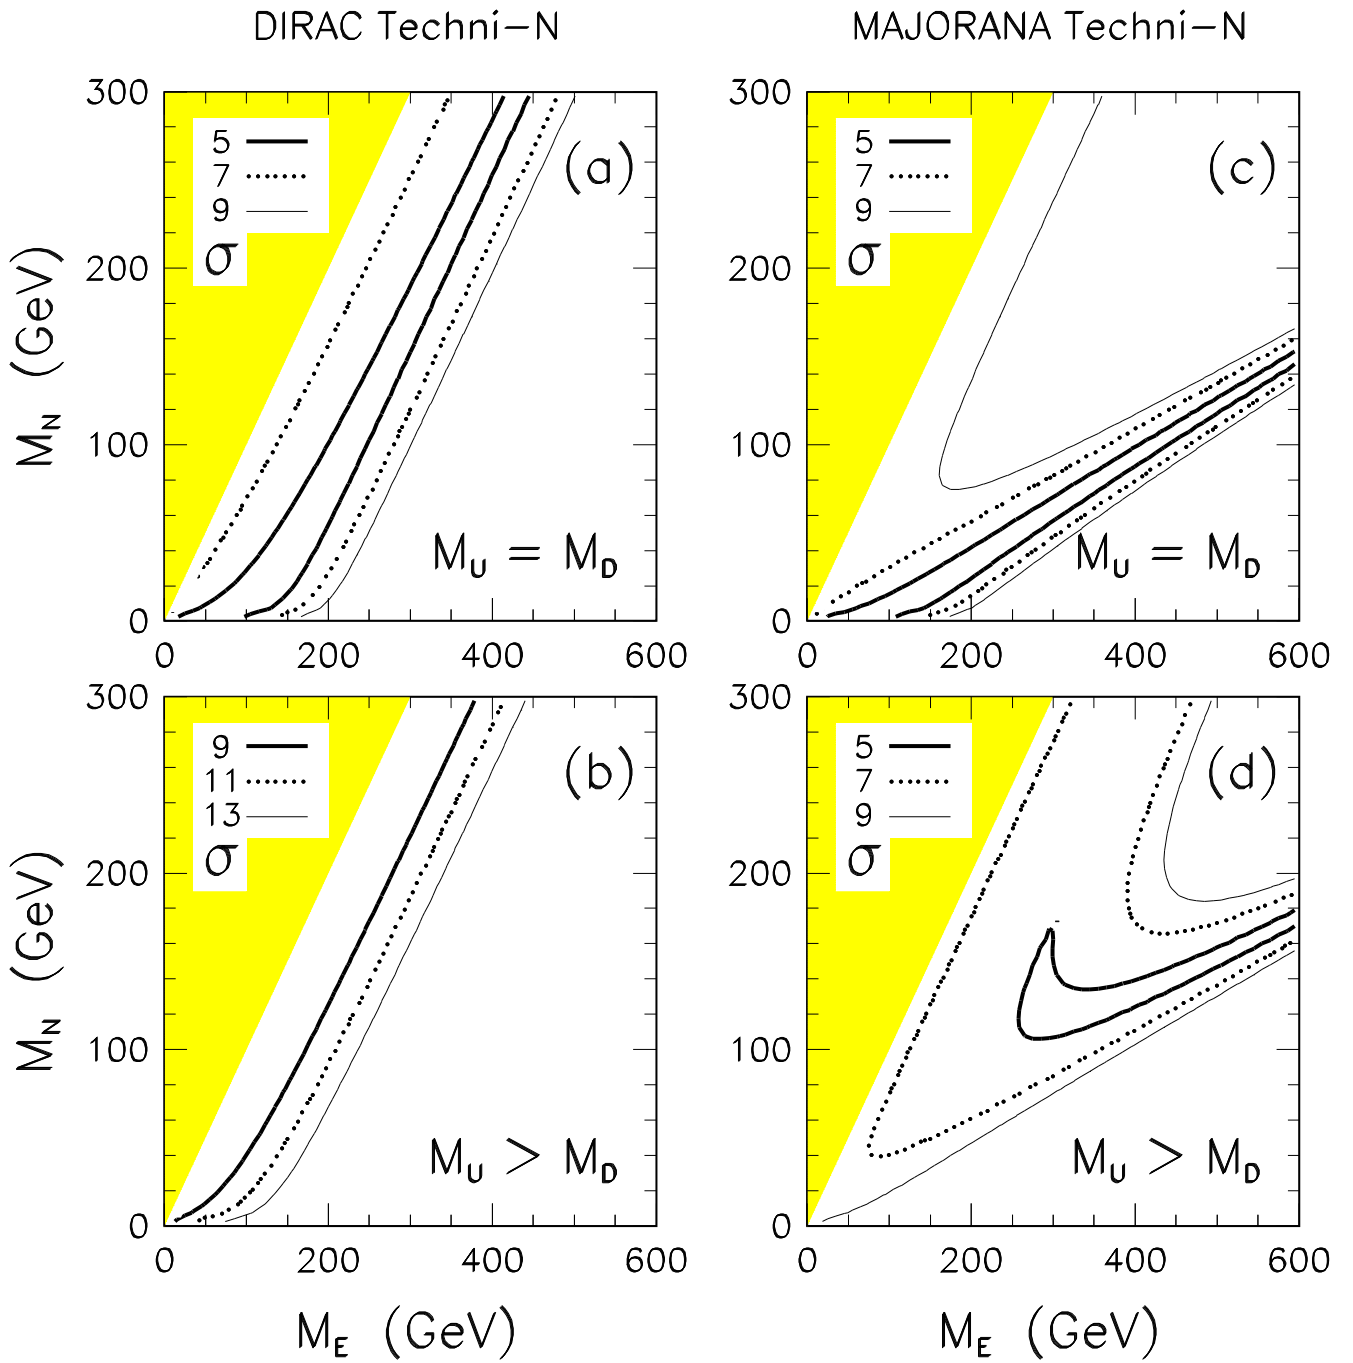 DIRAC Techni-N
MAJORANA Techni-N
300
200
100
0
0
200
400
600
M_N (GeV)
5
7
9
σ
(a)
M_U = M_D
300
200
100
0
0
200
400
600
5
7
9
σ
(c)
M_U = M_D
300
200
100
0
0
200
400
600
M_N (GeV)
M_E (GeV)
9
11
13
σ
(b)
M_U > M_D
300
200
100
0
0
200
400
600
M_E (GeV)
5
7
9
σ
(d)
M_U > M_D